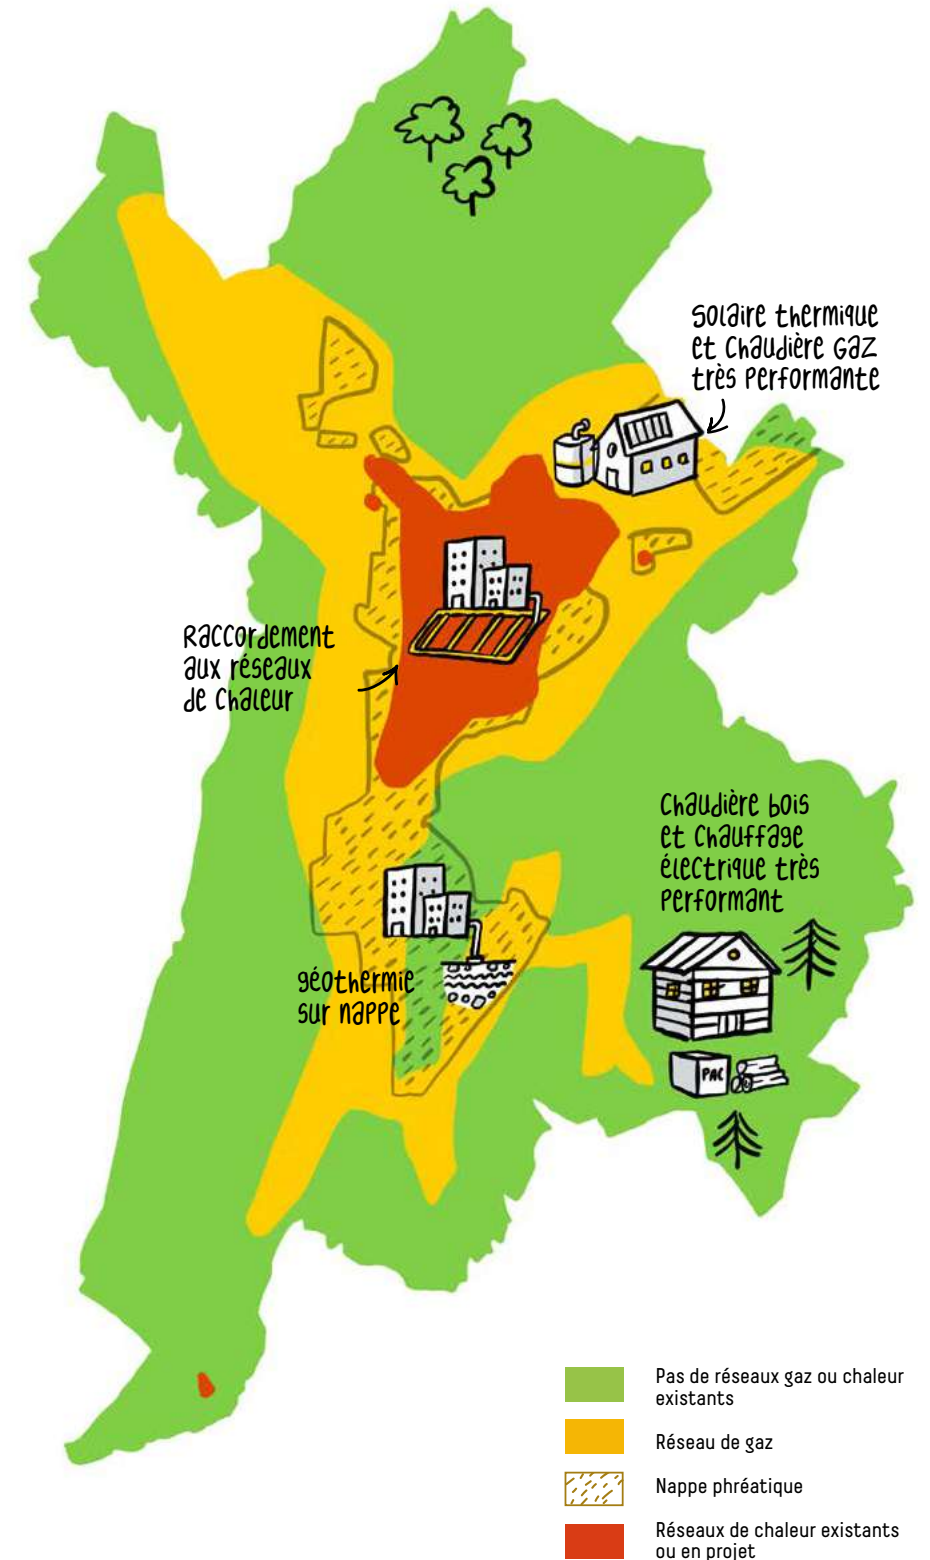 Solaire thermique
et Chaudière Gaz
très Performante
Raccordement
aux réseaux
de Chaleur
Chaudière bois
et Chauffage
électrique très
Performant
géothermie
sur nappe
PAC
Pas de réseaux gaz ou chaleur
existants
Réseau de gaz
Nappe phréatique
Réseaux de chaleur existants
ou en projet